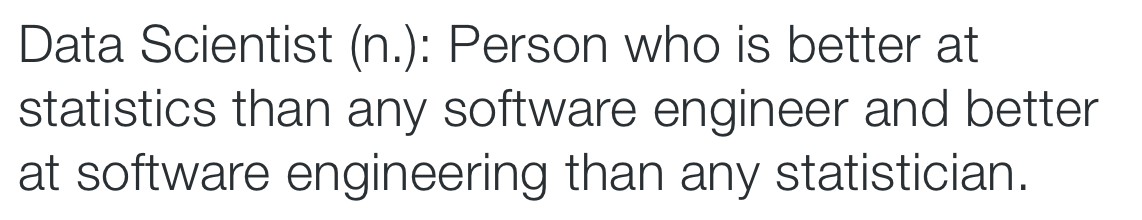 Data Scientist (n.): Person who is better at
statistics than any software engineer and better
at software engineering than any statistician.